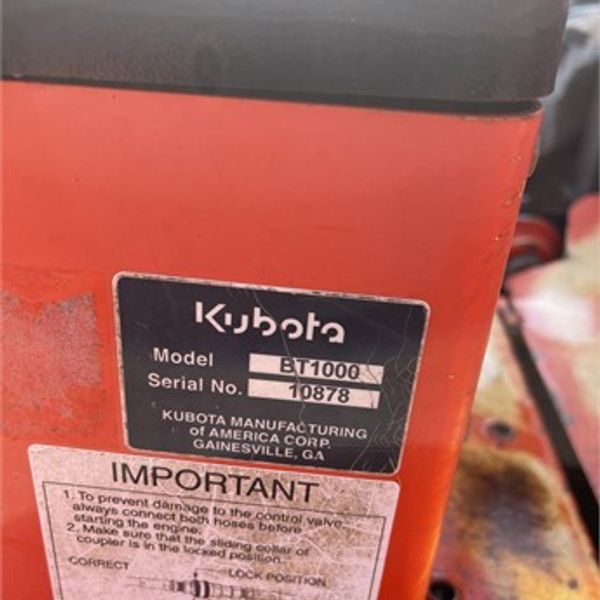 Kubota
Model BT1000
Serial No. 10878
KUBOTA MANUFACTURING
of AMERICA CORP.
GAINESVILLE, GA
IMPORTANT
1. To prevent damage to the control valve
always connect both hoses before
starting the engine.
2. Make sure that the sliding collar of
coupler is in the locked position.
CORRECT LOCK POSITION